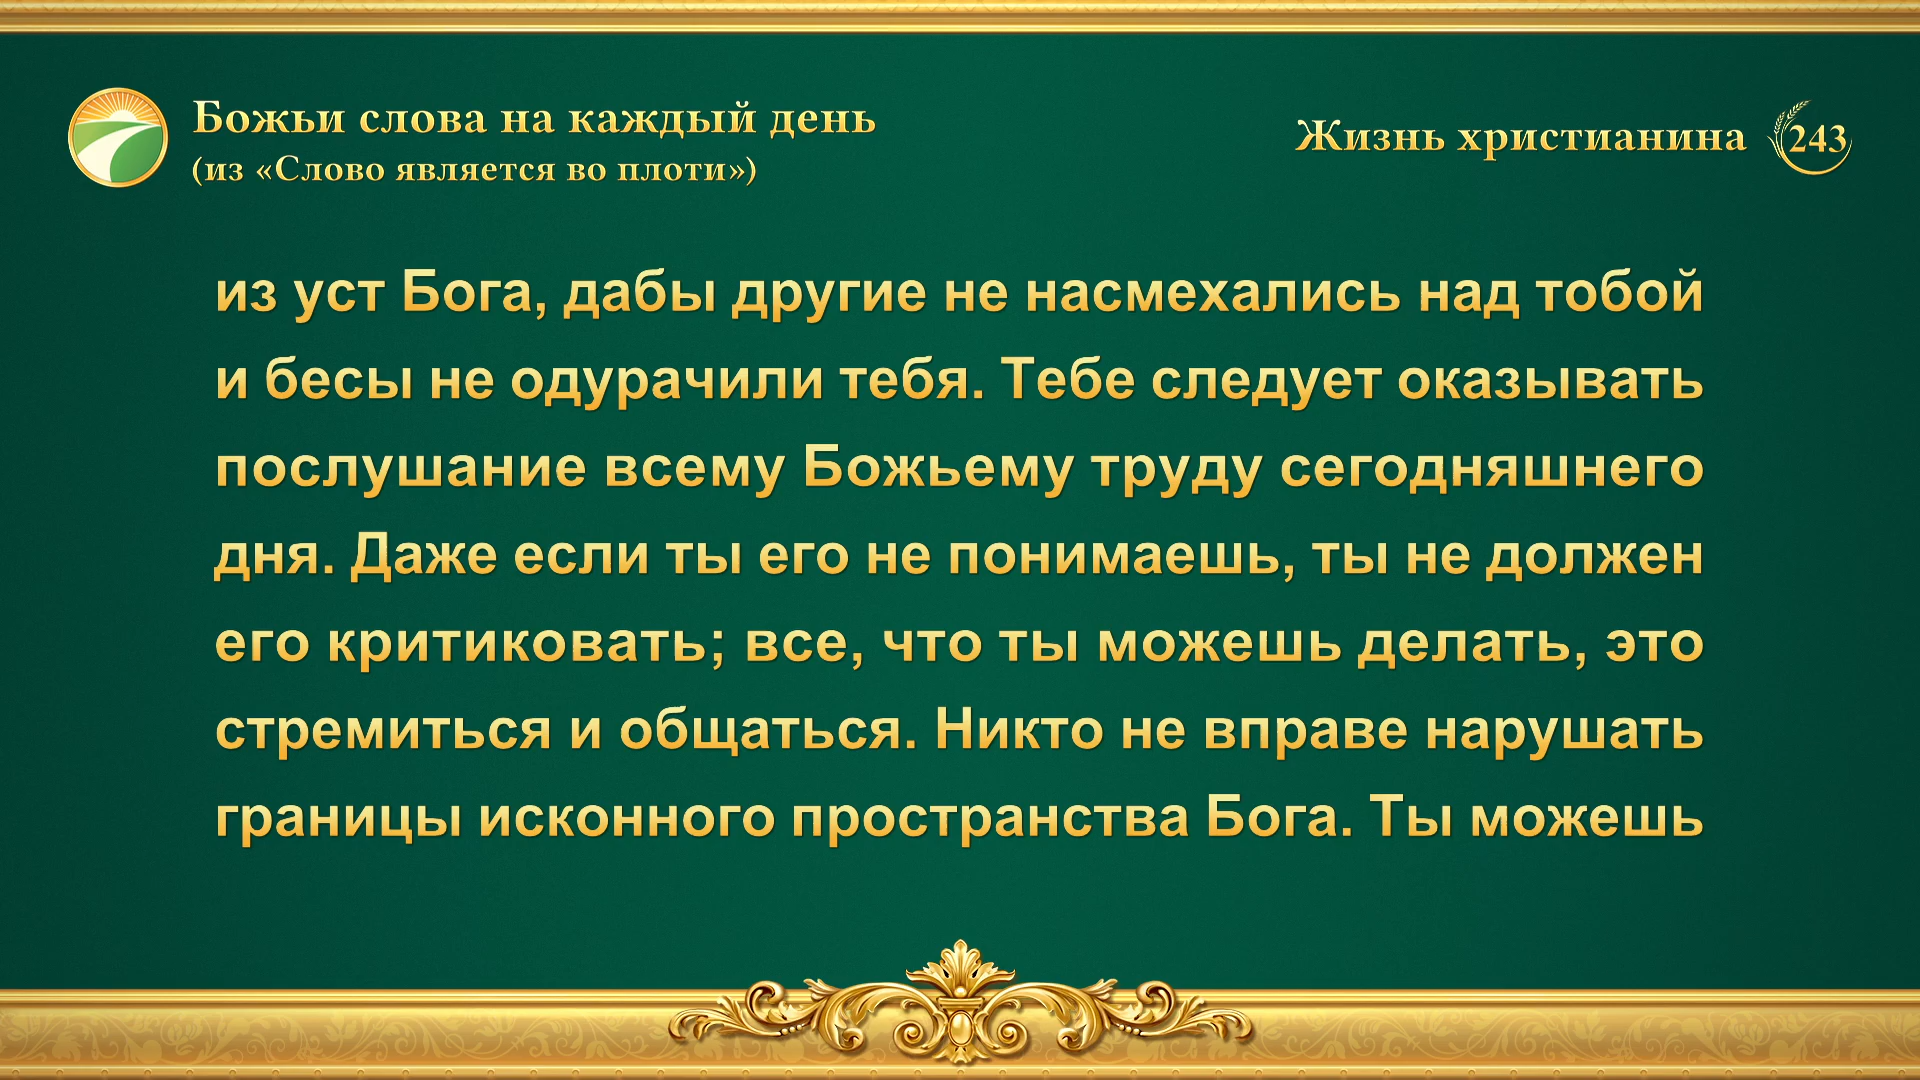 Божьи слова на каждый день
(из «Слово является во плоти»)
Жизнь христианина 243
из уст Бога, дабы другие не насмехались над тобой
и бесы не одурачили тебя. Тебе следует оказывать
послушание всему Божьему труду сегодняшнего
дня. Даже если ты его не понимаешь, ты не должен
его критиковать; все, что ты можешь делать, это
стремиться и общаться. Никто не вправе нарушать
границы исконного пространства Бога. Ты можешь